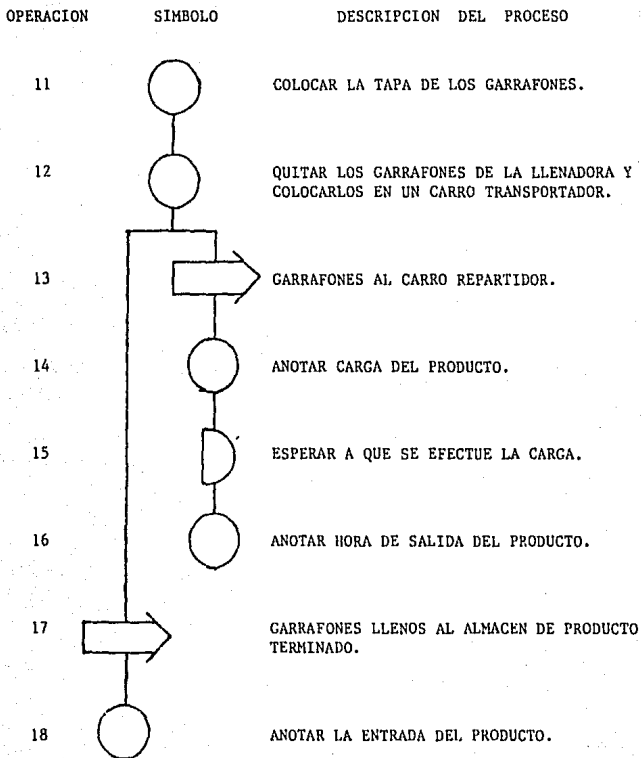 OPERACION SIMBOLO DESCRIPCION DEL PROCESO
11 COLOCAR LA TAPA DE LOS GARRAFONES.
12 QUITAR LOS GARRAFONES DE LA LLENADORA Y
COLOCARLOS EN UN CARRO TRANSPORTADOR.
13 GARRAFONES AL CARRO REPARTIDOR.
14 ANOTAR CARGA DEL PRODUCTO.
15 ESPERAR A QUE SE EFECTUE LA CARGA.
16 ANOTAR HORA DE SALIDA DEL PRODUCTO.
17 GARRAFONES LLENOS AL ALMACEN DE PRODUCTO
TERMINADO.
18 ANOTAR LA ENTRADA DEL PRODUCTO.